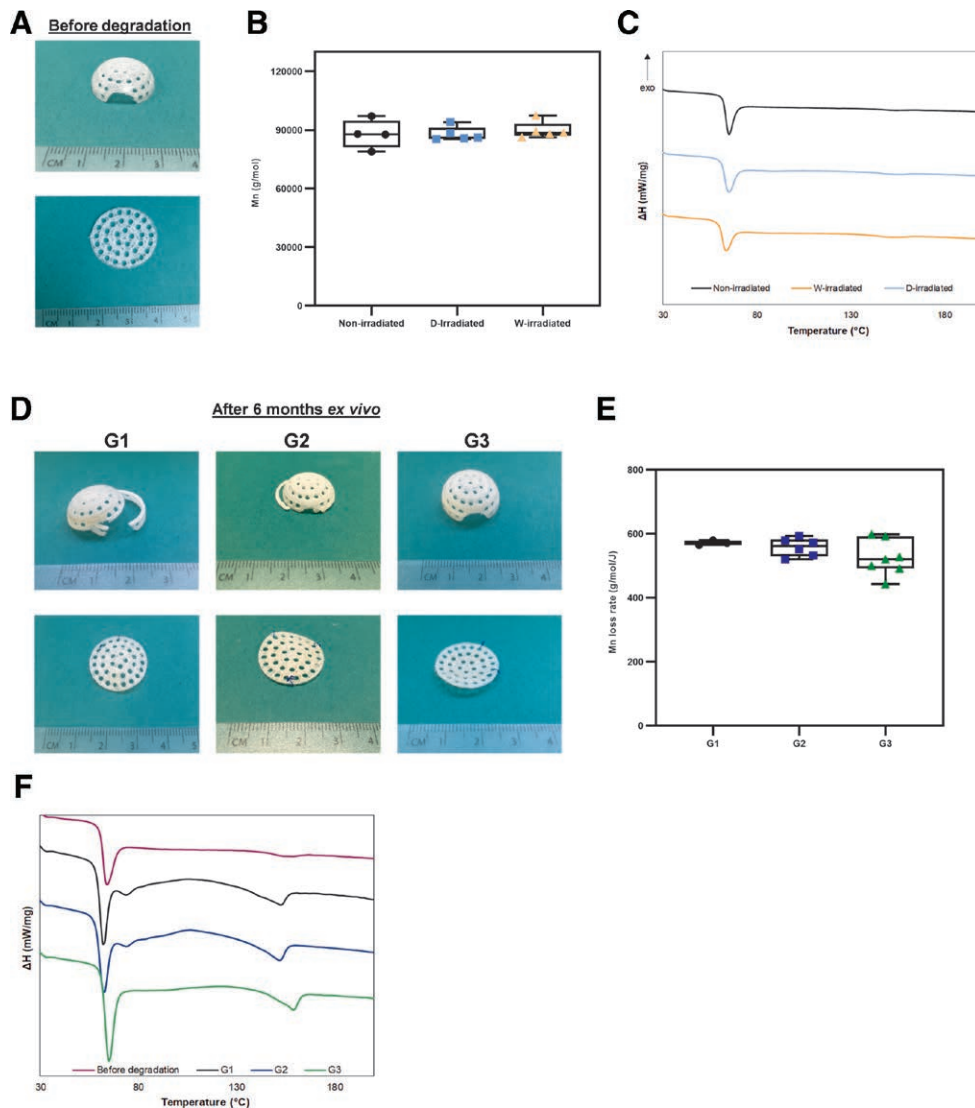 A
Before degradation
CM 1 2 3 4
1 2 3 4 5
B
120000
90000
60000
30000
0
Mn (g/mol)
Non-irradiated D-Irradiated W-irradiated
C
exo
ΔH (mW/mg)
Non-irradiated W-irradiated D-irradiated
30 80 130 180
Temperature (°C)
D
After 6 months ex vivo
G1 G2 G3
CM 1 2 3 4
CM 1 2 3 4
CM 1 2 3 4
CM 1 2 3 4 5
CM 1 2 3 4
CM 1 2 3 4
E
800
600
400
200
0
Mn loss rate (g/mol/J)
G1 G2 G3
F
ΔH (mW/mg)
Before degradation G1 G2 G3
30 80 130 180
Temperature (°C)